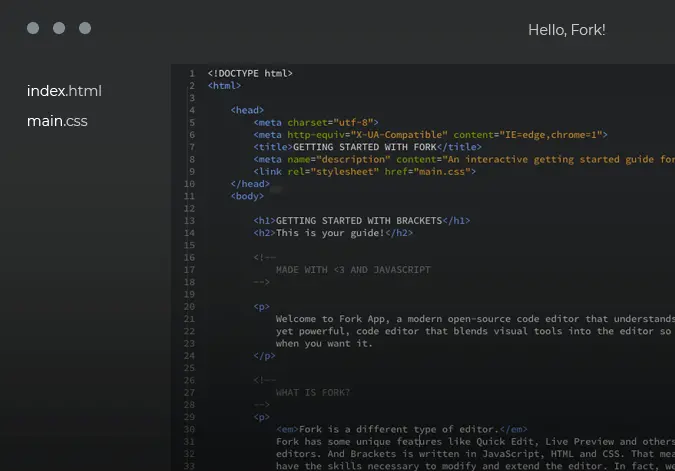 Hello, Fork!
index.html
main.css
1 <!DOCTYPE html>
2 <html>
3
4 <head>
5 <meta charset="utf-8">
6 <meta http-equiv="X-UA-Compatible" content="IE=edge,chrome=1">
7 <title>GETTING STARTED WITH FORK</title>
8 <meta name="description" content="An interactive getting started guide for
9 <link rel="stylesheet" href="main.css">
10 </head>
11 <body>
12
13 <h1>GETTING STARTED WITH BRACKETS</h1>
14 <h2>This is your guide!</h2>
15
16 <!--
17 MADE WITH <3 AND JAVASCRIPT
18 -->
19
20 <p>
21 Welcome to Fork App, a modern open-source code editor that understands
22 yet powerful, code editor that blends visual tools into the editor so
23 when you want it.
24 </p>
25
26 <!--
27 WHAT IS FORK?
28 -->
29 <p>
30 <em>Fork is a different type of editor.</em>
31 Fork has some unique features like Quick Edit, Live Preview and others
32 editors. And Brackets is written in JavaScript, HTML and CSS. That mea
33 have the skills necessary to modify and extend the editor. In fact, we